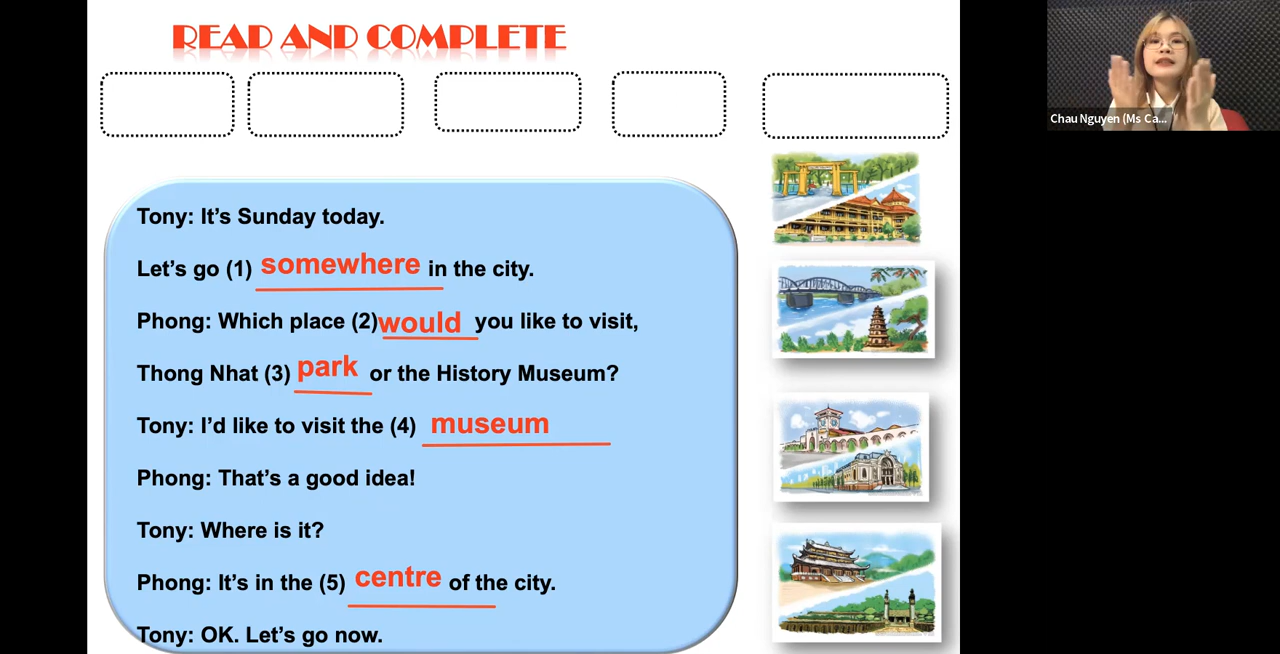 READ AND COMPLETE
Chau Nguyen (Ms Ca...
Tony: It's Sunday today.
Let's go (1) somewhere in the city.
Phong: Which place (2) would you like to visit,
Thong Nhat (3) park or the History Museum?
Tony: I'd like to visit the (4) museum
Phong: That's a good idea!
Tony: Where is it?
Phong: It's in the (5) centre of the city.
Tony: OK. Let's go now.